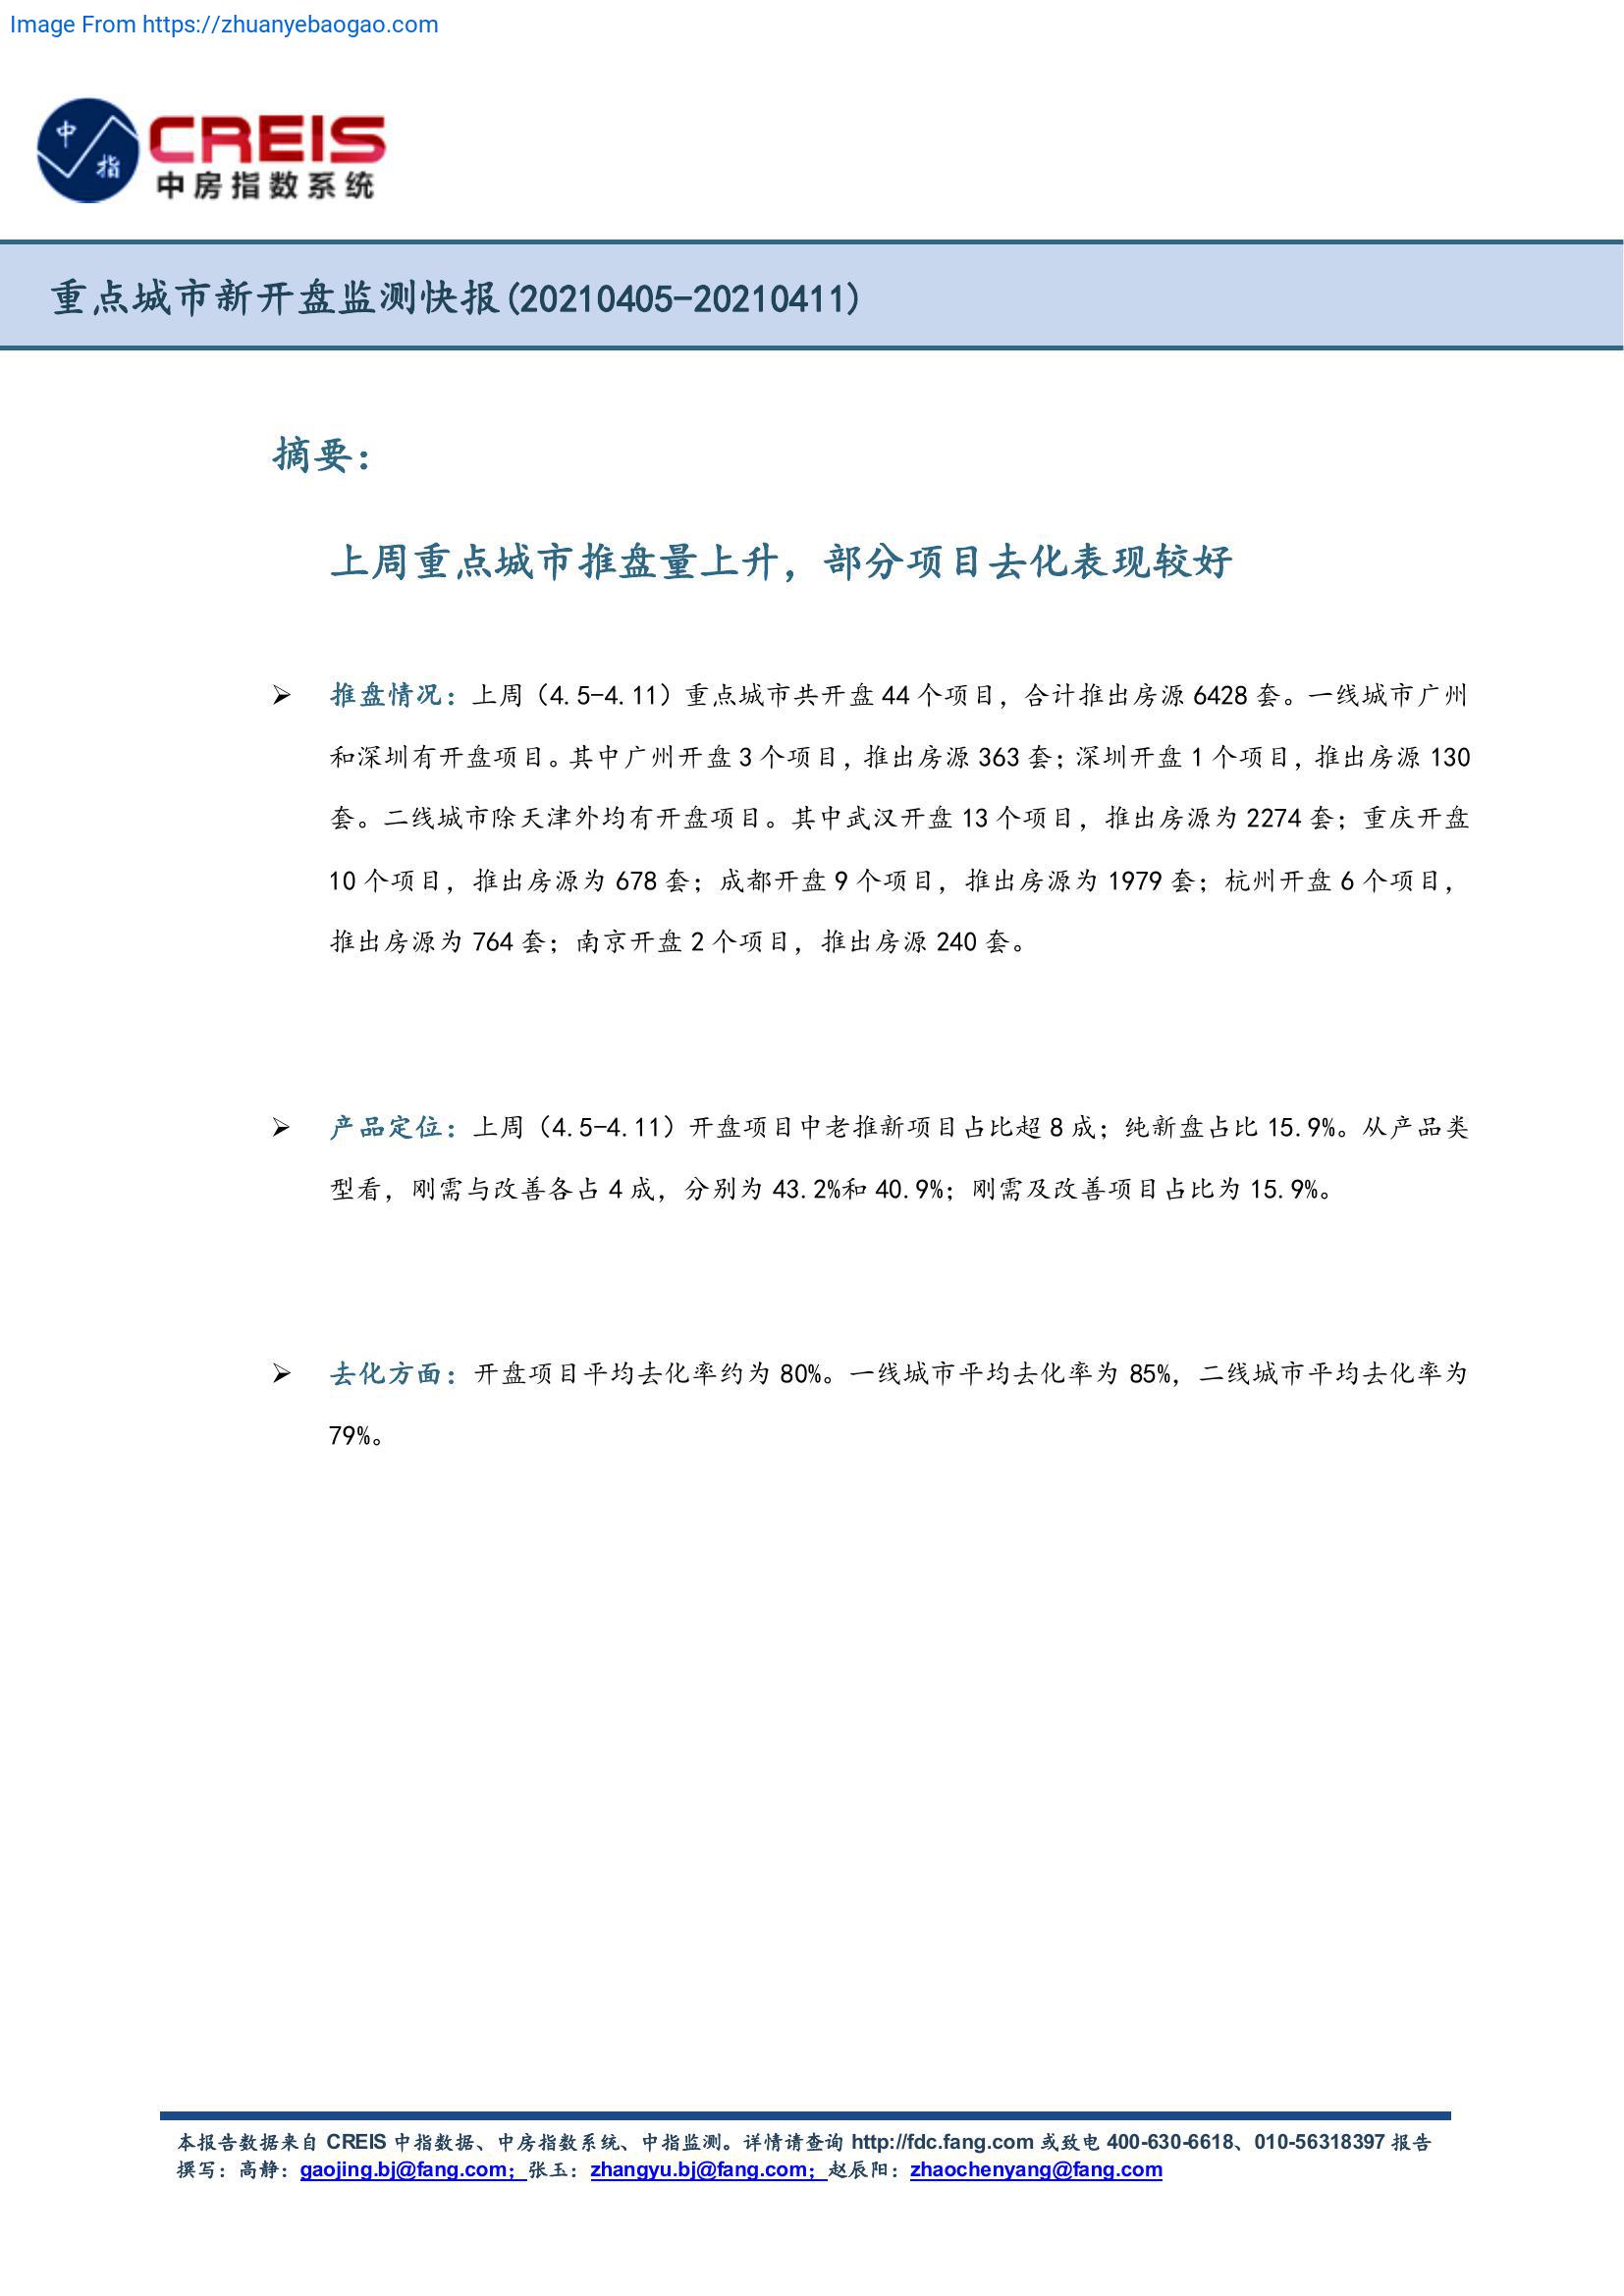 Image From https://zhuanyebaogao.com
中
指
CREIS
中房指数系统
重点城市新开盘监测快报(20210405-20210411)
摘要：
上周重点城市推盘量上升，部分项目去化表现较好
➢ 推盘情况：上周（4.5-4.11）重点城市共开盘 44 个项目，合计推出房源 6428 套。一线城市广州
和深圳有开盘项目。其中广州开盘 3 个项目，推出房源 363 套；深圳开盘 1 个项目，推出房源 130
套。二线城市除天津外均有开盘项目。其中武汉开盘 13 个项目，推出房源为 2274 套；重庆开盘
10 个项目，推出房源为 678 套；成都开盘 9 个项目，推出房源为 1979 套；杭州开盘 6 个项目，
推出房源为 764 套；南京开盘 2 个项目，推出房源 240 套。
➢ 产品定位：上周（4.5-4.11）开盘项目中老推新项目占比超 8 成；纯新盘占比 15.9%。从产品类
型看，刚需与改善各占 4 成，分别为 43.2%和 40.9%；刚需及改善项目占比为 15.9%。
➢ 去化方面：开盘项目平均去化率约为 80%。一线城市平均去化率为 85%，二线城市平均去化率为
79%。
本报告数据来自 CREIS 中指数据、中房指数系统、中指监测。详情请查询 http://fdc.fang.com 或致电 400-630-6618、010-56318397 报告
撰写：高静：gaojing.bj@fang.com；张玉：zhangyu.bj@fang.com；赵辰阳：zhaochenyang@fang.com